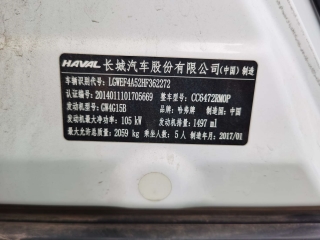 HAVAL 长城汽车股份有限公司(中国)制造
车辆识别代号: LGWEF4A52HF362272
认证编号: 2014011101705669 整车型号: CC6472RM0P
发动机型号: GW4G15B 品牌: 哈弗牌 制造国: 中国
发动机最大净功率: 105 kW 发动机排量: 1497 ml
最大允许总质量: 2059 kg 乘坐人数: 5 人 制造年月: 2017/01